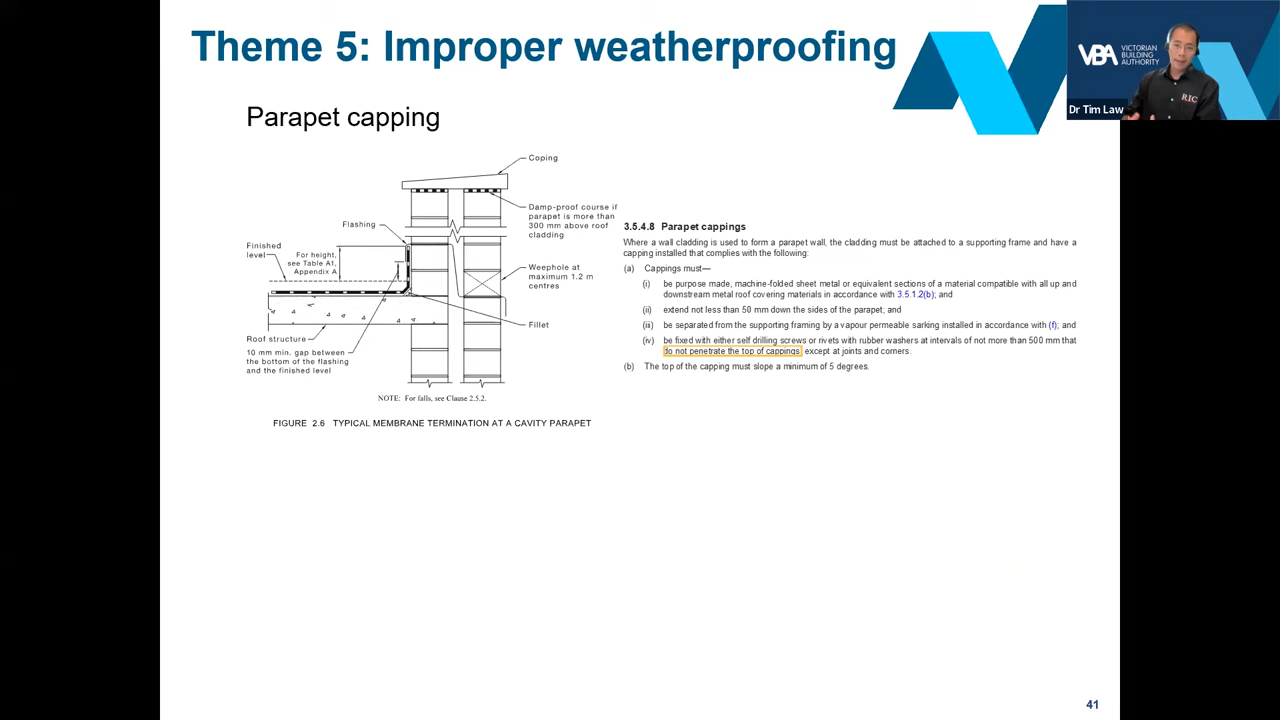 Theme 5: Improper weatherproofing
VBA
VICTORIAN
BUILDING
AUTHORITY
RIC
Dr Tim Law
Parapet capping
Coping
Damp-proof course if
parapet is more than
300 mm above roof
cladding
Flashing
Finished
level
For height,
see Table A1,
Appendix A
Weephole at
maximum 1.2 m
centres
Fillet
Roof structure
10 mm min. gap between
the bottom of the flashing
and the finished level
NOTE: For falls, see Clause 2.5.2.
FIGURE 2.6 TYPICAL MEMBRANE TERMINATION AT A CAVITY PARAPET
3.5.4.8 Parapet cappings
Where a wall cladding is used to form a parapet wall, the cladding must be attached to a supporting frame and have a
capping installed that complies with the following:
(a) Cappings must—
(i) be purpose made, machine-folded sheet metal or equivalent sections of a material compatible with all up and
downstream metal roof covering materials in accordance with 3.5.1.2(b); and
(ii) extend not less than 50 mm down the sides of the parapet; and
(iii) be separated from the supporting framing by a vapour permeable sarking installed in accordance with (f); and
(iv) be fixed with either self drilling screws or rivets with rubber washers at intervals of not more than 500 mm that
do not penetrate the top of cappings except at joints and corners.
(b) The top of the capping must slope a minimum of 5 degrees.
41